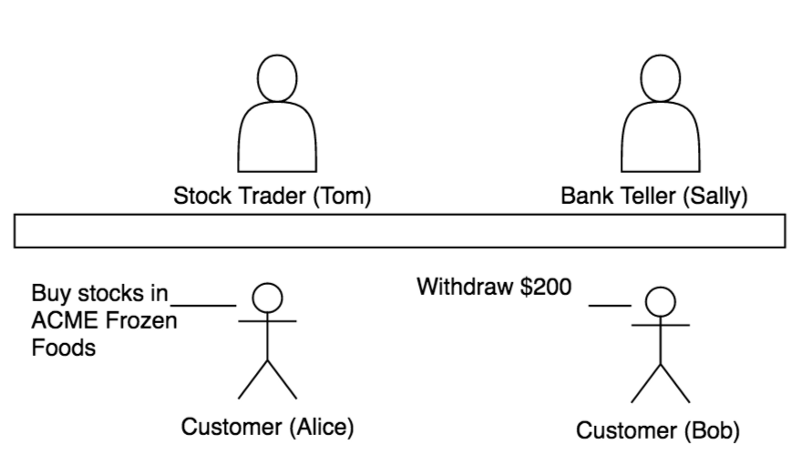 Stock Trader (Tom)
Bank Teller (Sally)
Buy stocks in
ACME Frozen
Foods
Withdraw $200
Customer (Alice)
Customer (Bob)